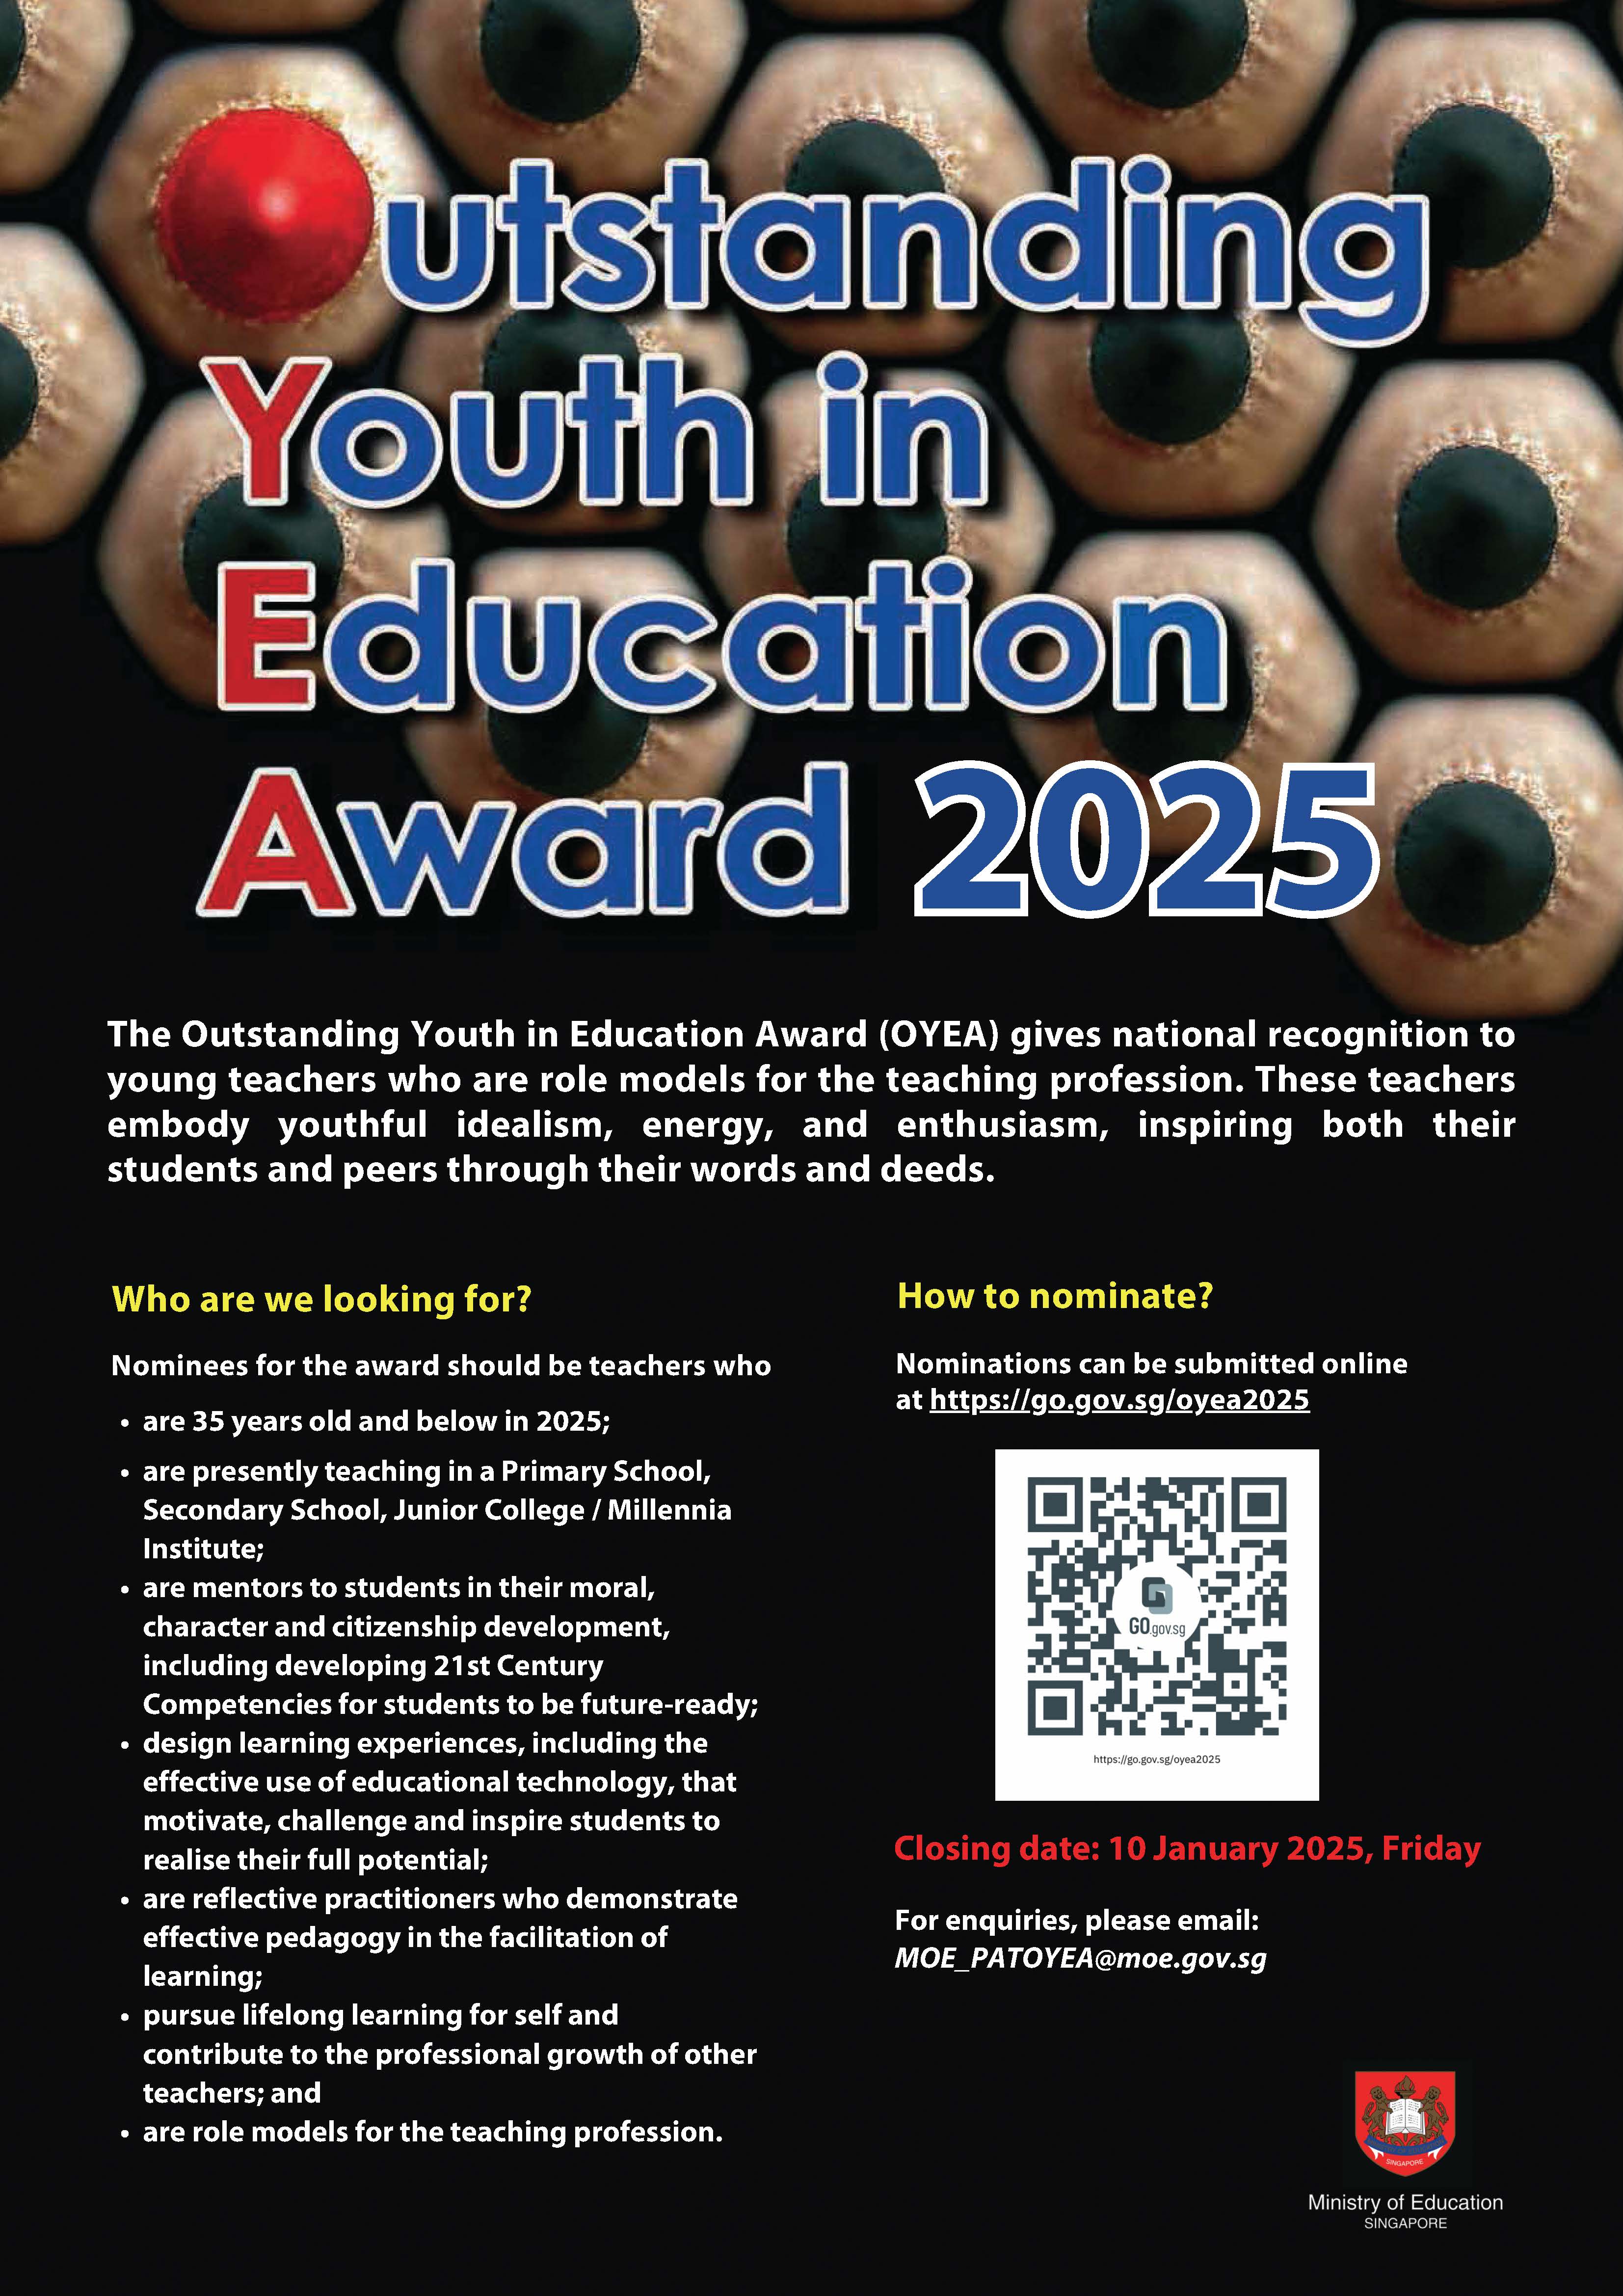 Outstanding
Youth in
Education
Award 2025
The Outstanding Youth in Education Award (OYEA) gives national recognition to
young teachers who are role models for the teaching profession. These teachers
embody youthful idealism, energy, and enthusiasm, inspiring both their
students and peers through their words and deeds.
Who are we looking for?
Nominees for the award should be teachers who
• are 35 years old and below in 2025;
• are presently teaching in a Primary School,
Secondary School, Junior College / Millennia
Institute;
• are mentors to students in their moral,
character and citizenship development,
including developing 21st Century
Competencies for students to be future-ready;
• design learning experiences, including the
effective use of educational technology, that
motivate, challenge and inspire students to
realise their full potential;
• are reflective practitioners who demonstrate
effective pedagogy in the facilitation of
learning;
• pursue lifelong learning for self and
contribute to the professional growth of other
teachers; and
• are role models for the teaching profession.
How to nominate?
Nominations can be submitted online
at https://go.gov.sg/oyea2025
GO.gov.sg
https://go.gov.sg/oyea2025
Closing date: 10 January 2025, Friday
For enquiries, please email:
MOE_PATOYEA@moe.gov.sg
SINGAPORE
Ministry of Education
SINGAPORE